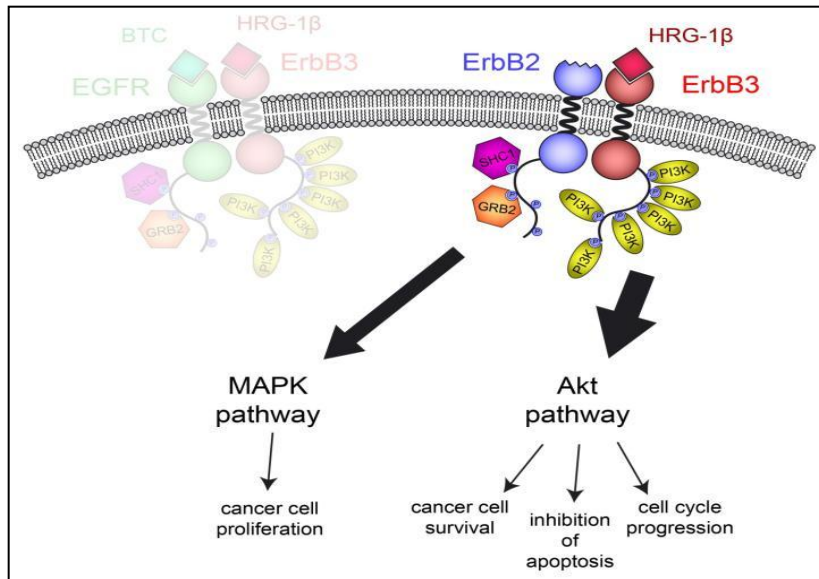 BTC
HRG-1β
EGFR
ErbB3
SHC1
GRB2
P
P
P
P
PI3K
PI3K
PI3K
PI3K
PI3K
PI3K
ErbB2
HRG-1β
ErbB3
SHC1
GRB2
P
P
P
P
P
P
P
P
P
P
PI3K
PI3K
PI3K
PI3K
PI3K
PI3K
MAPK
pathway
cancer cell
proliferation
Akt
pathway
cancer cell
survival
inhibition
of
apoptosis
cell cycle
progression